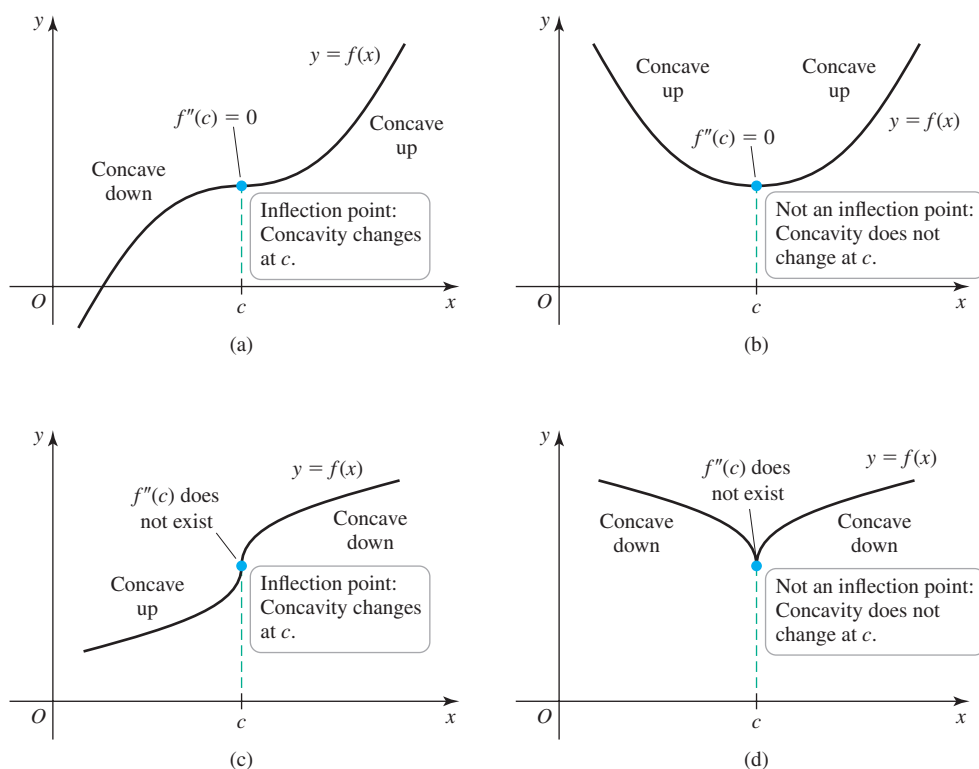 y
y = f(x)
f″(c) = 0
Concave
up
Concave
down
Inflection point:
Concavity changes
at c.
O
c
x
(a)
y
Concave
up
Concave
up
y = f(x)
f″(c) = 0
Not an inflection point:
Concavity does not
change at c.
O
c
x
(b)
y
y = f(x)
f″(c) does
not exist
Concave
down
Concave
up
Inflection point:
Concavity changes
at c.
O
c
x
(c)
y
f″(c) does
not exist
y = f(x)
Concave
down
Concave
down
Not an inflection point:
Concavity does not
change at c.
O
c
x
(d)